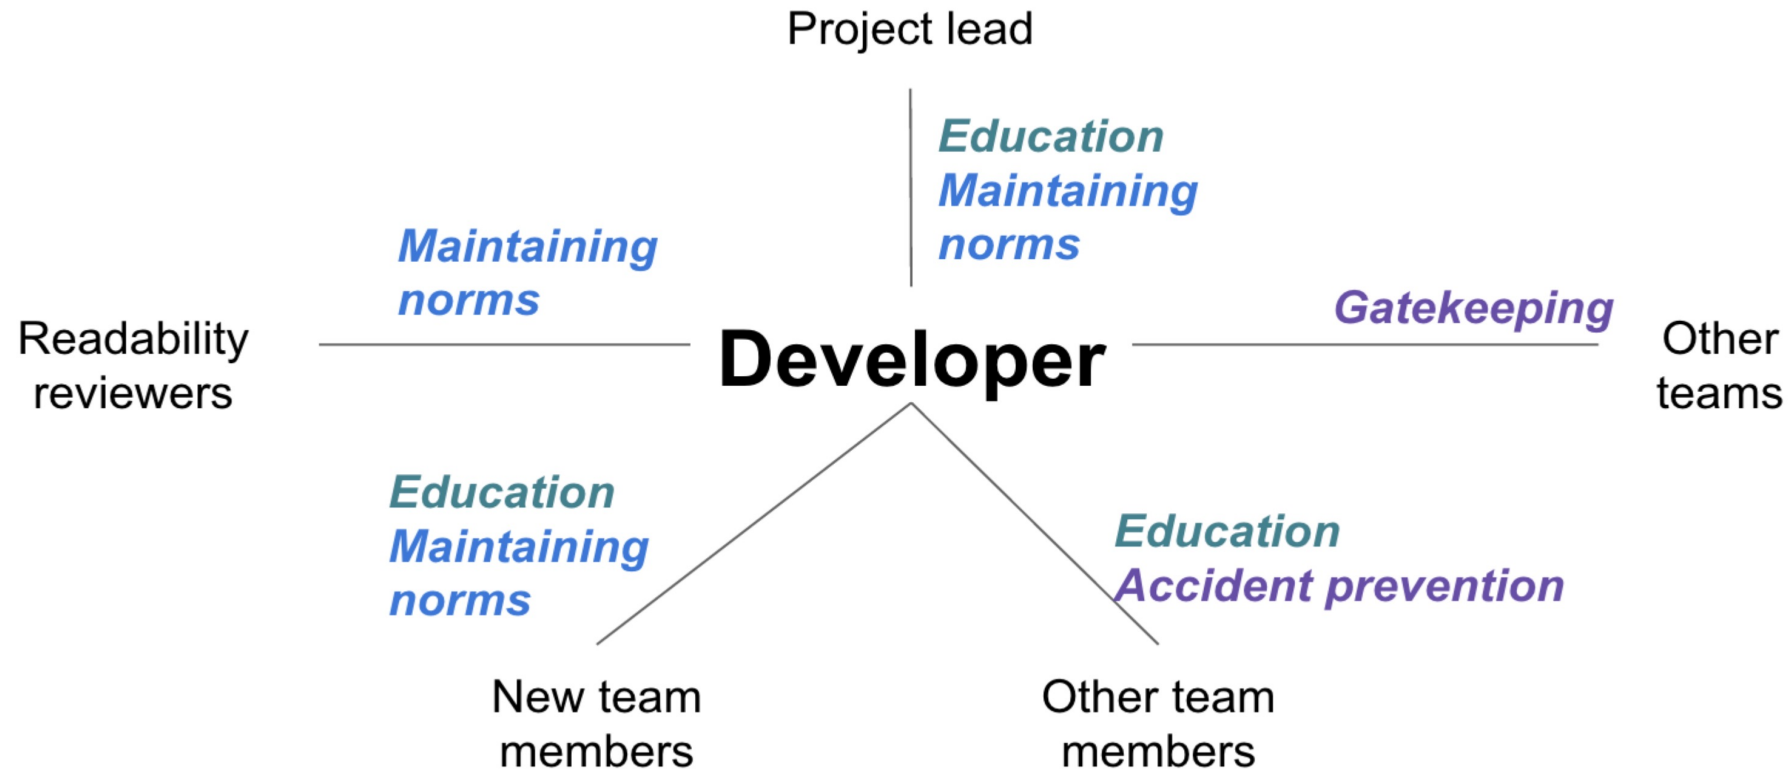 Project lead
Education
Maintaining
norms
Maintaining
norms
Gatekeeping
Readability
reviewers
Developer
Other
teams
Education
Maintaining
norms
Education
Accident prevention
New team
members
Other team
members